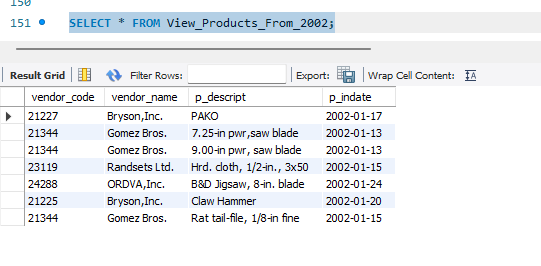 150
151 SELECT * FROM View_Products_From_2002;
Result Grid Filter Rows: Export: Wrap Cell Content: IA
vendor_code vendor_name p_descript p_indate
21227 Bryson,Inc. PAKO 2002-01-17
21344 Gomez Bros. 7.25-in pwr,saw blade 2002-01-13
21344 Gomez Bros. 9.00-in pwr, saw blade 2002-01-13
23119 Randsets Ltd. Hrd. cloth, 1/2-in., 3x50 2002-01-15
24288 ORDVA,Inc. B&D Jigsaw, 8-in. blade 2002-01-24
21225 Bryson,Inc. Claw Hammer 2002-01-20
21344 Gomez Bros. Rat tail-file, 1/8-in fine 2002-01-15